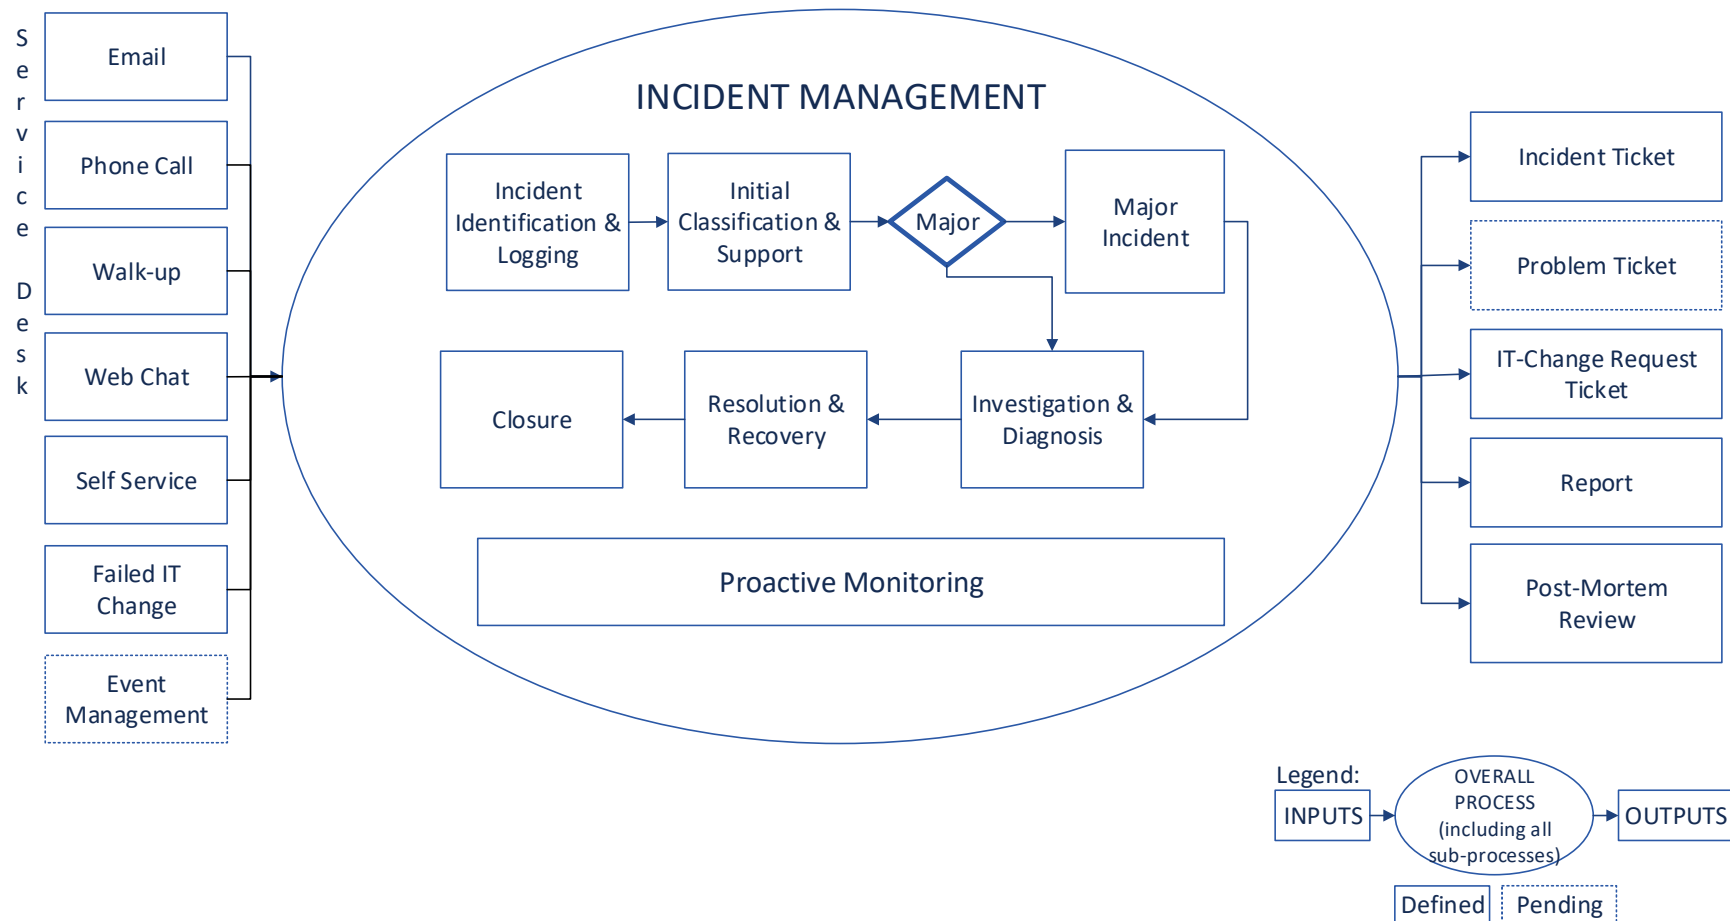 Service Desk
Email
Phone Call
Walk-up
Web Chat
Self Service
Failed IT
Change
Event
Management
INCIDENT MANAGEMENT
Incident
Identification &
Logging
Initial
Classification &
Support
Major
Major
Incident
Closure
Resolution &
Recovery
Investigation &
Diagnosis
Proactive Monitoring
Incident Ticket
Problem Ticket
IT-Change Request
Ticket
Report
Post-Mortem
Review
Legend:
INPUTS
OVERALL
PROCESS
(including all
sub-processes)
OUTPUTS
Defined
Pending